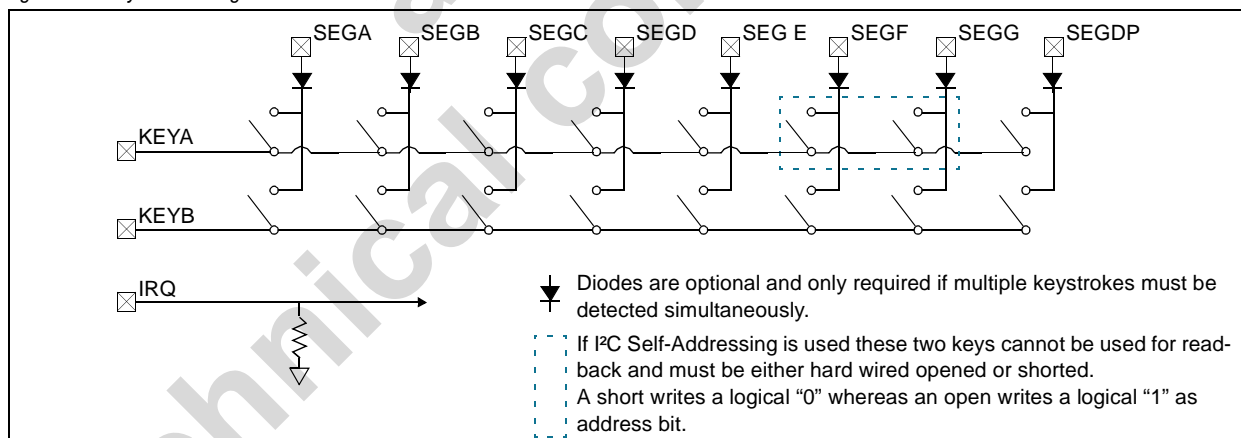 SEGA SEGB SEGC SEGD SEG E SEGF SEGG SEGDP
KEYA
KEYB
IRQ
Diodes are optional and only required if multiple keystrokes must be
detected simultaneously.
If I²C Self-Addressing is used these two keys cannot be used for read-
back and must be either hard wired opened or shorted.
A short writes a logical “0” whereas an open writes a logical “1” as
address bit.